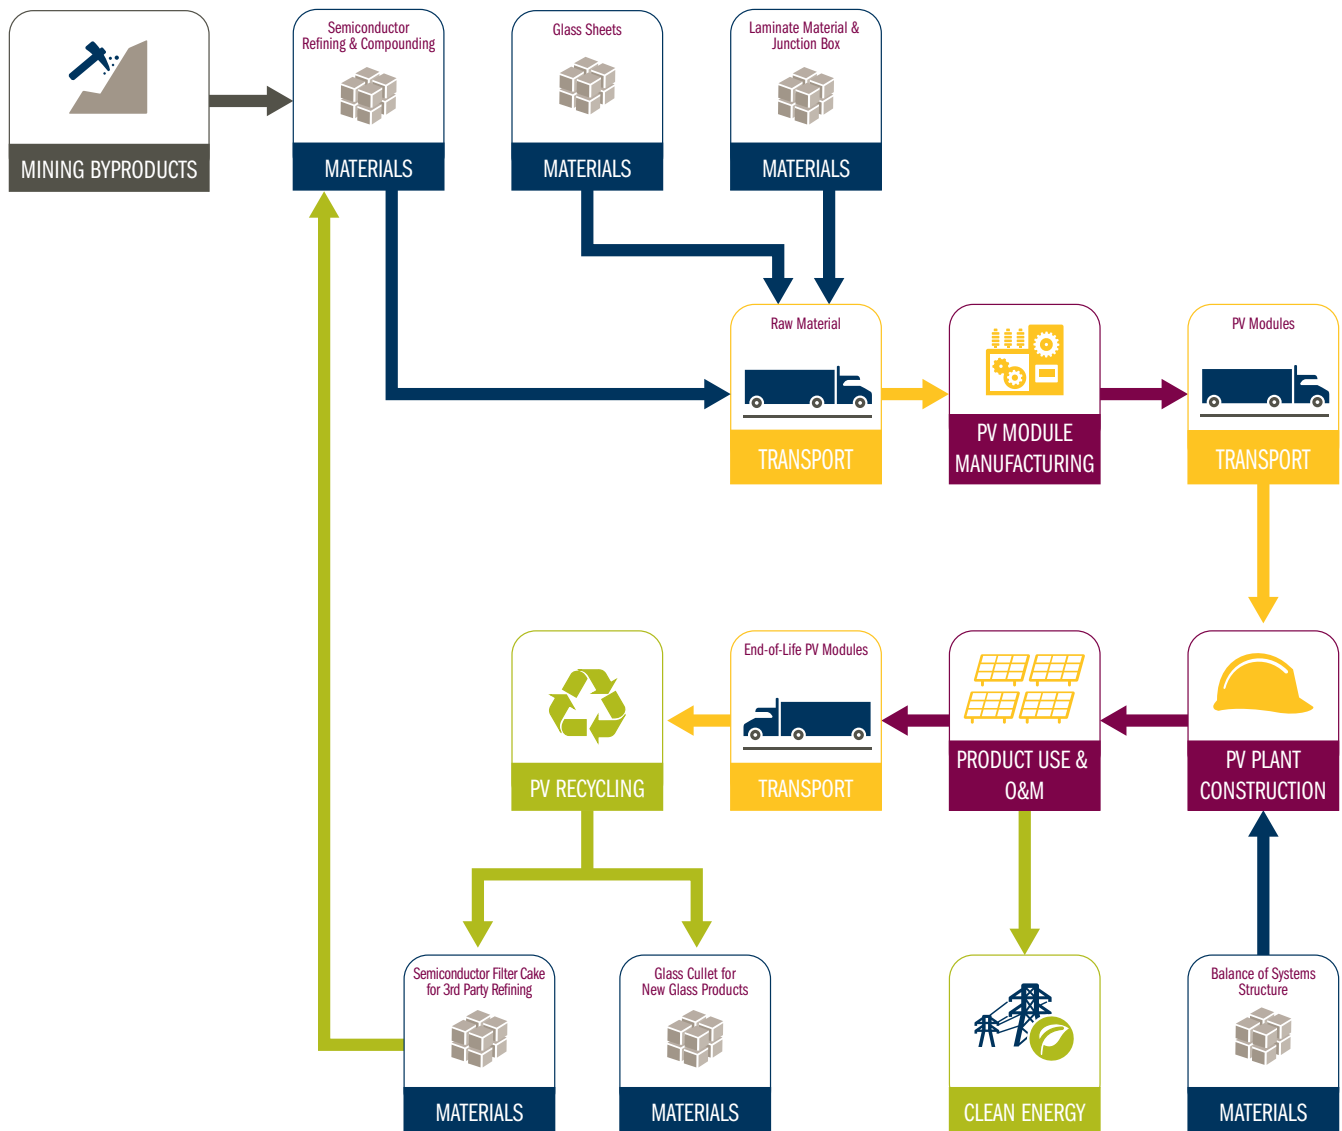 MINING BYPRODUCTS
Semiconductor
Refining & Compounding
MATERIALS
Glass Sheets
MATERIALS
Laminate Material &
Junction Box
MATERIALS
Raw Material
TRANSPORT
PV MODULE
MANUFACTURING
PV Modules
TRANSPORT
PV RECYCLING
End-of-Life PV Modules
TRANSPORT
PRODUCT USE &
O&M
PV PLANT
CONSTRUCTION
Semiconductor Filter Cake
for 3rd Party Refining
MATERIALS
Glass Cullet for
New Glass Products
MATERIALS
CLEAN ENERGY
Balance of Systems
Structure
MATERIALS